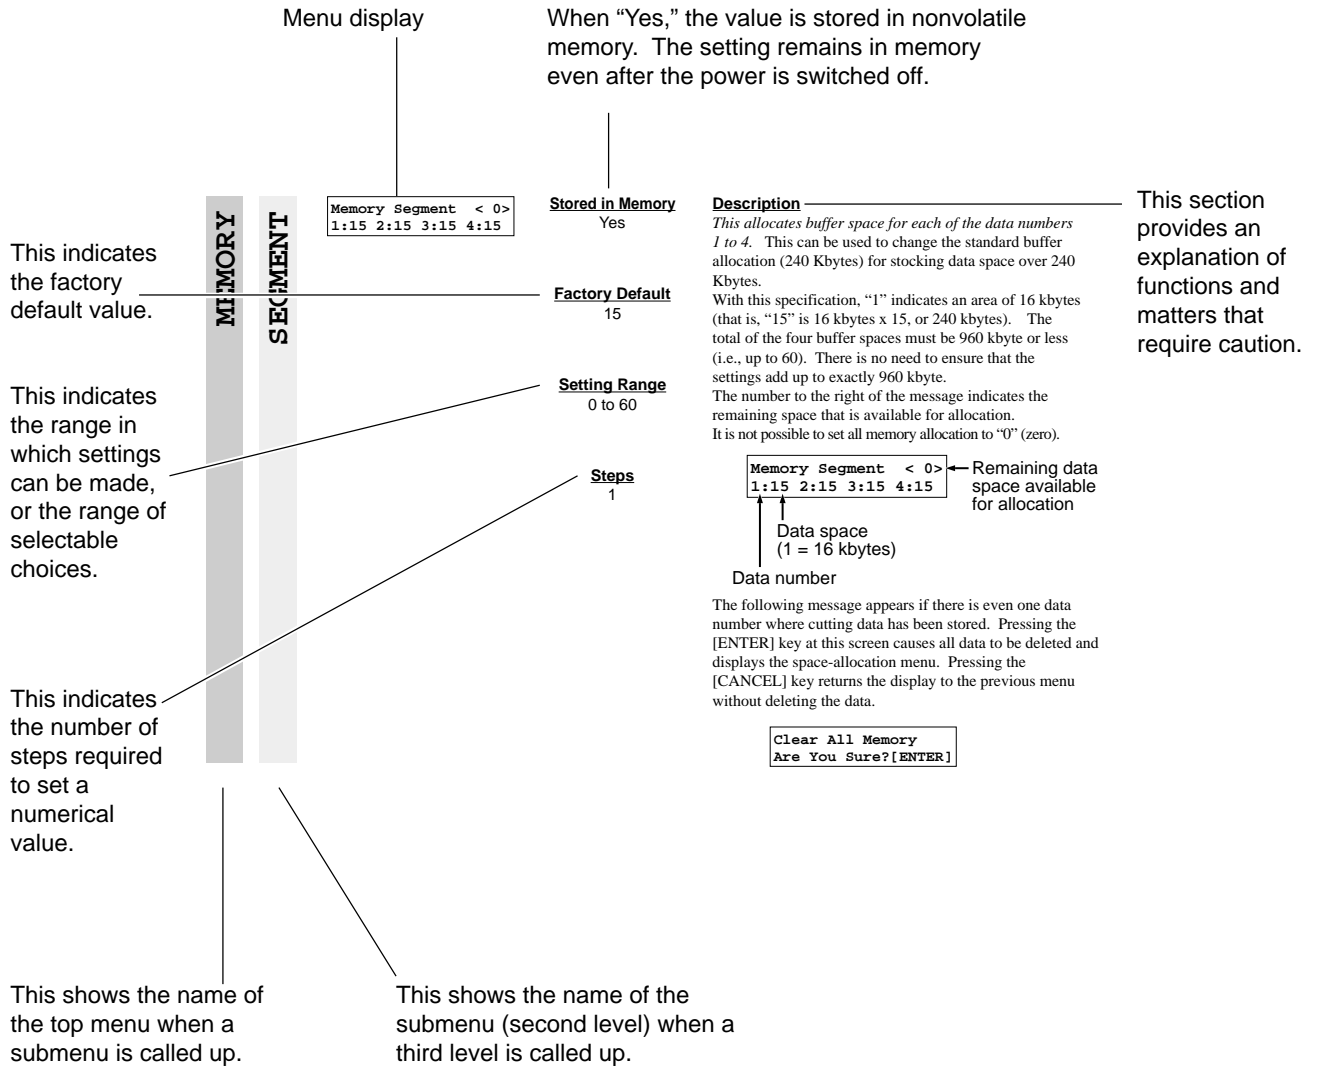 Menu display
When “Yes,” the value is stored in nonvolatile
memory.  The setting remains in memory
even after the power is switched off.
This indicates
the factory
default value.
This indicates
the range in
which settings
can be made,
or the range of
selectable
choices.
This indicates
the number of
steps required
to set a
numerical
value.
MEMORY
SEGMENT
Memory Segment  < 0>
1:15 2:15 3:15 4:15
Stored in Memory
Yes
Factory Default
15
Setting Range
0 to 60
Steps
1
Description
This allocates buffer space for each of the data numbers
1 to 4.  This can be used to change the standard buffer
allocation (240 Kbytes) for stocking data space over 240
Kbytes.
With this specification, “1” indicates an area of 16 kbytes
(that is, “15” is 16 kbytes x 15, or 240 kbytes).  The
total of the four buffer spaces must be 960 kbyte or less
(i.e., up to 60).  There is no need to ensure that the
settings add up to exactly 960 kbyte.
The number to the right of the message indicates the
remaining space that is available for allocation.
It is not possible to set all memory allocation to “0” (zero).
Memory Segment  < 0>
1:15 2:15 3:15 4:15
Remaining data
space available
for allocation
Data space
(1 = 16 kbytes)
Data number
The following message appears if there is even one data
number where cutting data has been stored.  Pressing the
[ENTER] key at this screen causes all data to be deleted and
displays the space-allocation menu.  Pressing the
[CANCEL] key returns the display to the previous menu
without deleting the data.
Clear All Memory
Are You Sure?[ENTER]
This section
provides an
explanation of
functions and
matters that
require caution.
This shows the name of
the top menu when a
submenu is called up.
This shows the name of the
submenu (second level) when a
third level is called up.